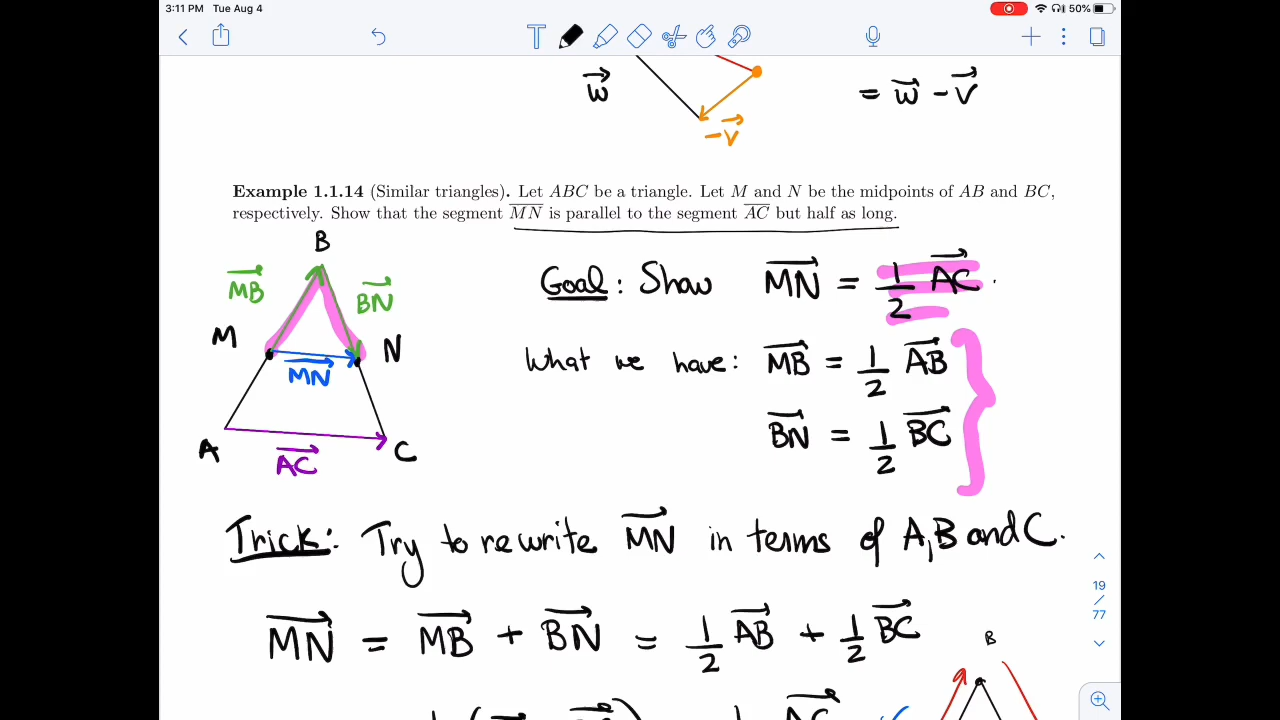 3:11 PM Tue Aug 4
50%
T
w⃗
= w⃗ - v⃗
-v⃗
Example 1.1.14 (Similar triangles). Let ABC be a triangle. Let M and N be the midpoints of AB and BC,
respectively. Show that the segment M̅N̅ is parallel to the segment A̅C̅ but half as long.
B
MB⃗
BN⃗
Goal: Show MN⃗ = 1/2 AC⃗.
M
N
MN⃗
What we have: MB⃗ = 1/2 AB⃗
BN⃗ = 1/2 BC⃗
A
AC⃗
C
Trick: Try to rewrite MN⃗ in terms of A, B and C.
19
/
77
MN⃗ = MB⃗ + BN⃗ = 1/2 AB⃗ + 1/2 BC⃗
B